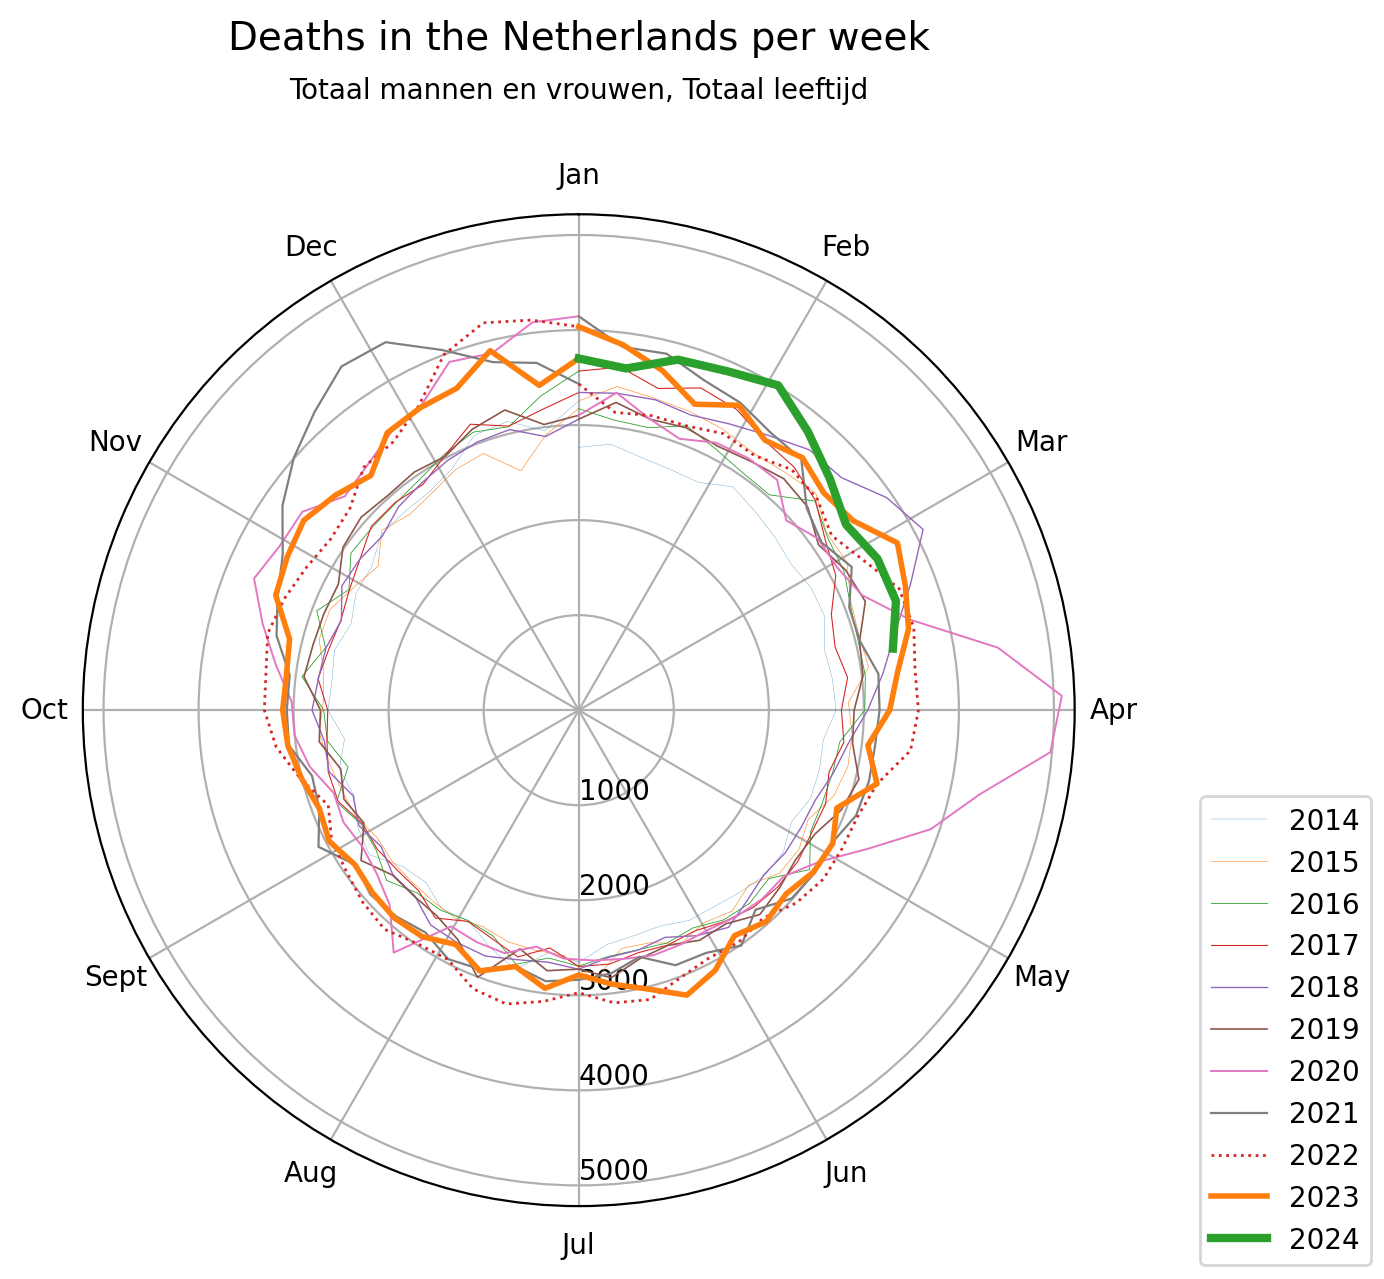 Deaths in the Netherlands per week
Totaal mannen en vrouwen, Totaal leeftijd
Jan
Dec
Feb
Nov
Mar
Oct
Apr
1000
2000
3000
4000
5000
Sept
May
Aug
Jun
Jul
2014
2015
2016
2017
2018
2019
2020
2021
2022
2023
2024